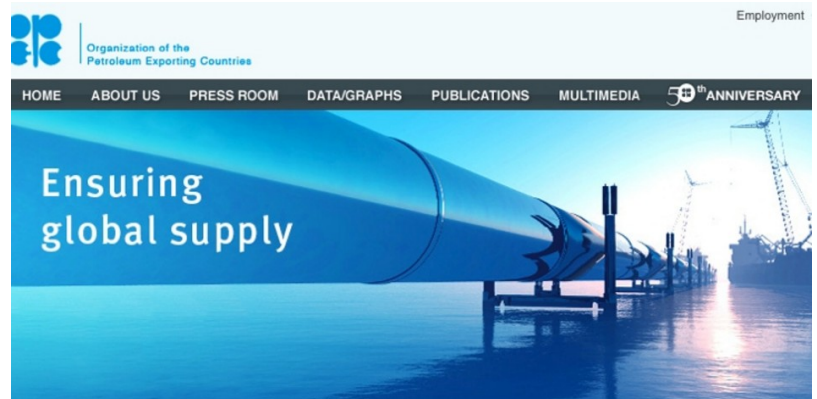 Employment
OPEC
Organization of the
Petroleum Exporting Countries
HOME ABOUT US PRESS ROOM DATA/GRAPHS PUBLICATIONS MULTIMEDIA 50th ANNIVERSARY
Ensuring
global supply